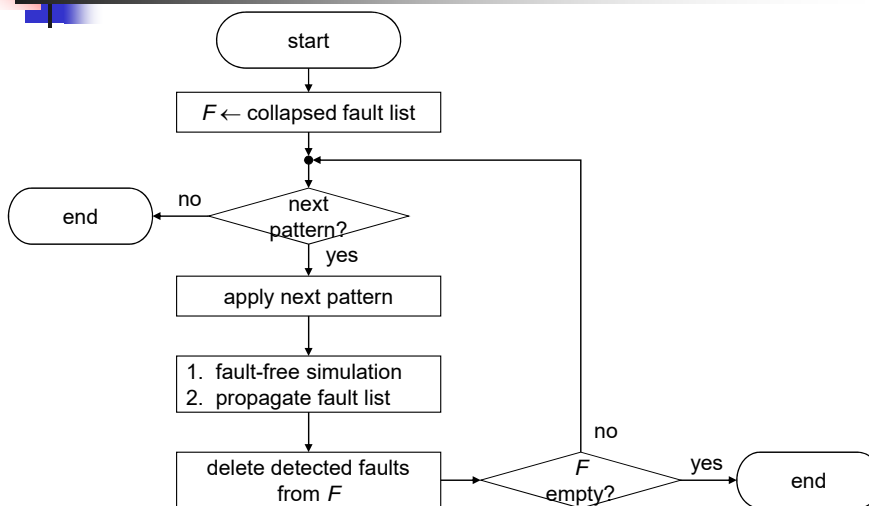 start
F ← collapsed fault list
no
next
pattern?
end
yes
apply next pattern
1. fault-free simulation
2. propagate fault list
no
delete detected faults
from F
F
empty?
yes
end